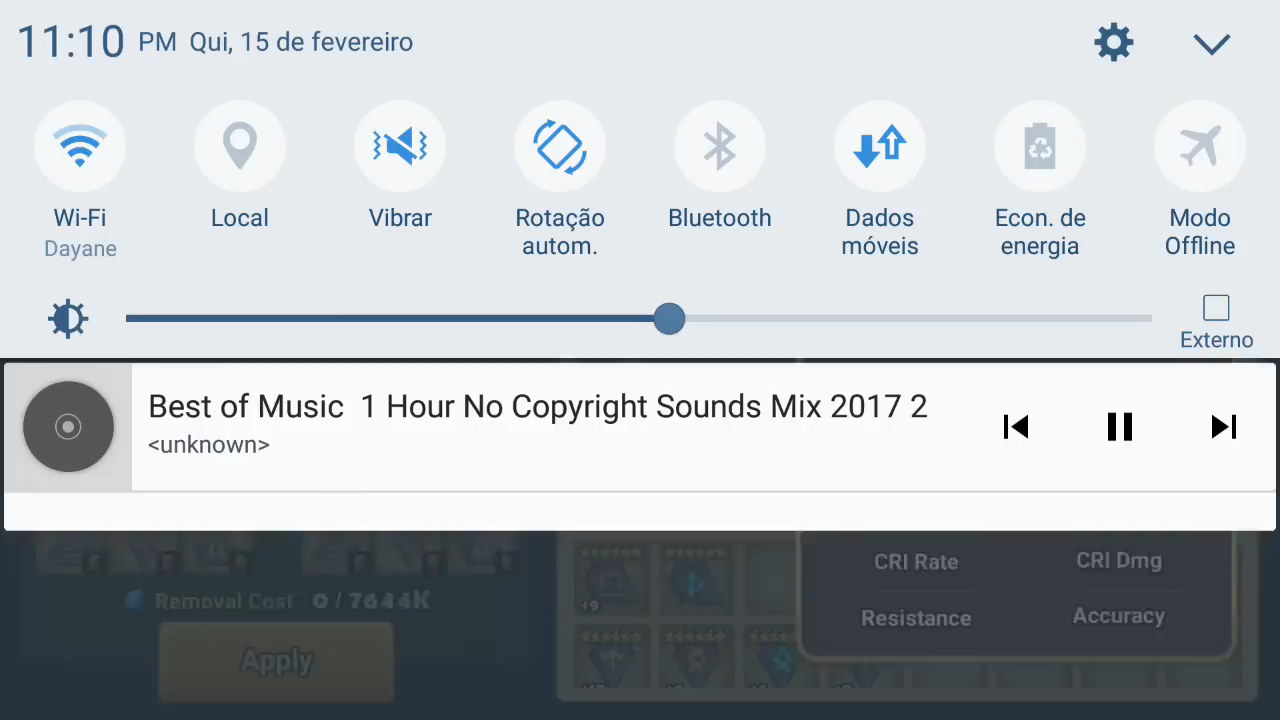 11:10 PM Qui, 15 de fevereiro
Wi-Fi
Dayane
Local
Vibrar
Rotação
autom.
Bluetooth
Dados
móveis
Econ. de
energia
Modo
Offline
Externo
Best of Music 1 Hour No Copyright Sounds Mix 2017 2
<unknown>
Removal Cost 0 / 7644K
Apply
+9
CRI Rate
CRI Dmg
Resistance
Accuracy